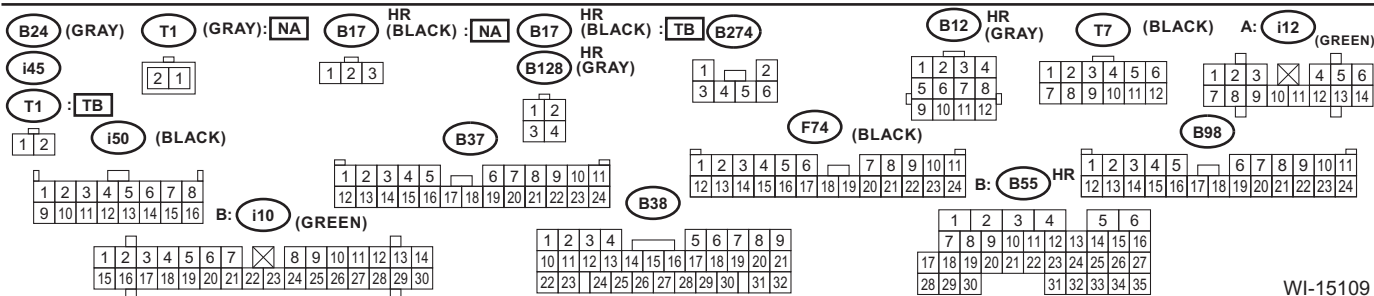 B24 (GRAY) T1 (GRAY): NA B17 HR (BLACK) : NA B17 HR (BLACK) : TB B274 B12 HR (GRAY) T7 (BLACK) A: i12 (GREEN)
i45 B128 HR (GRAY)
T1 : TB
2 1
1 2 3
1 2
3 4
1 2
3 4 5 6
1 2 3 4
5 6 7 8
9 10 11 12
1 2 3 4 5 6
7 8 9 10 11 12
1 2 3 4 5 6
7 8 9 10 11 12 13 14
1 2
i50 (BLACK) B37 F74 (BLACK) B98
1 2 3 4 5 6 7 8
9 10 11 12 13 14 15 16
1 2 3 4 5 6 7 8 9 10 11
12 13 14 15 16 17 18 19 20 21 22 23 24
1 2 3 4 5 6 7 8 9 10 11
12 13 14 15 16 17 18 19 20 21 22 23 24
1 2 3 4 5 6 7 8 9 10 11
12 13 14 15 16 17 18 19 20 21 22 23 24
B: i10 (GREEN) B38 B: B55 HR
1 2 3 4 5 6 7 8 9 10 11 12 13 14
15 16 17 18 19 20 21 22 23 24 25 26 27 28 29 30
1 2 3 4 5 6 7 8 9
10 11 12 13 14 15 16 17 18 19 20 21
22 23 24 25 26 27 28 29 30 31 32
1 2 3 4 5 6
7 8 9 10 11 12 13 14 15 16
17 18 19 20 21 22 23 24 25 26 27
28 29 30 31 32 33 34 35
WI-15109